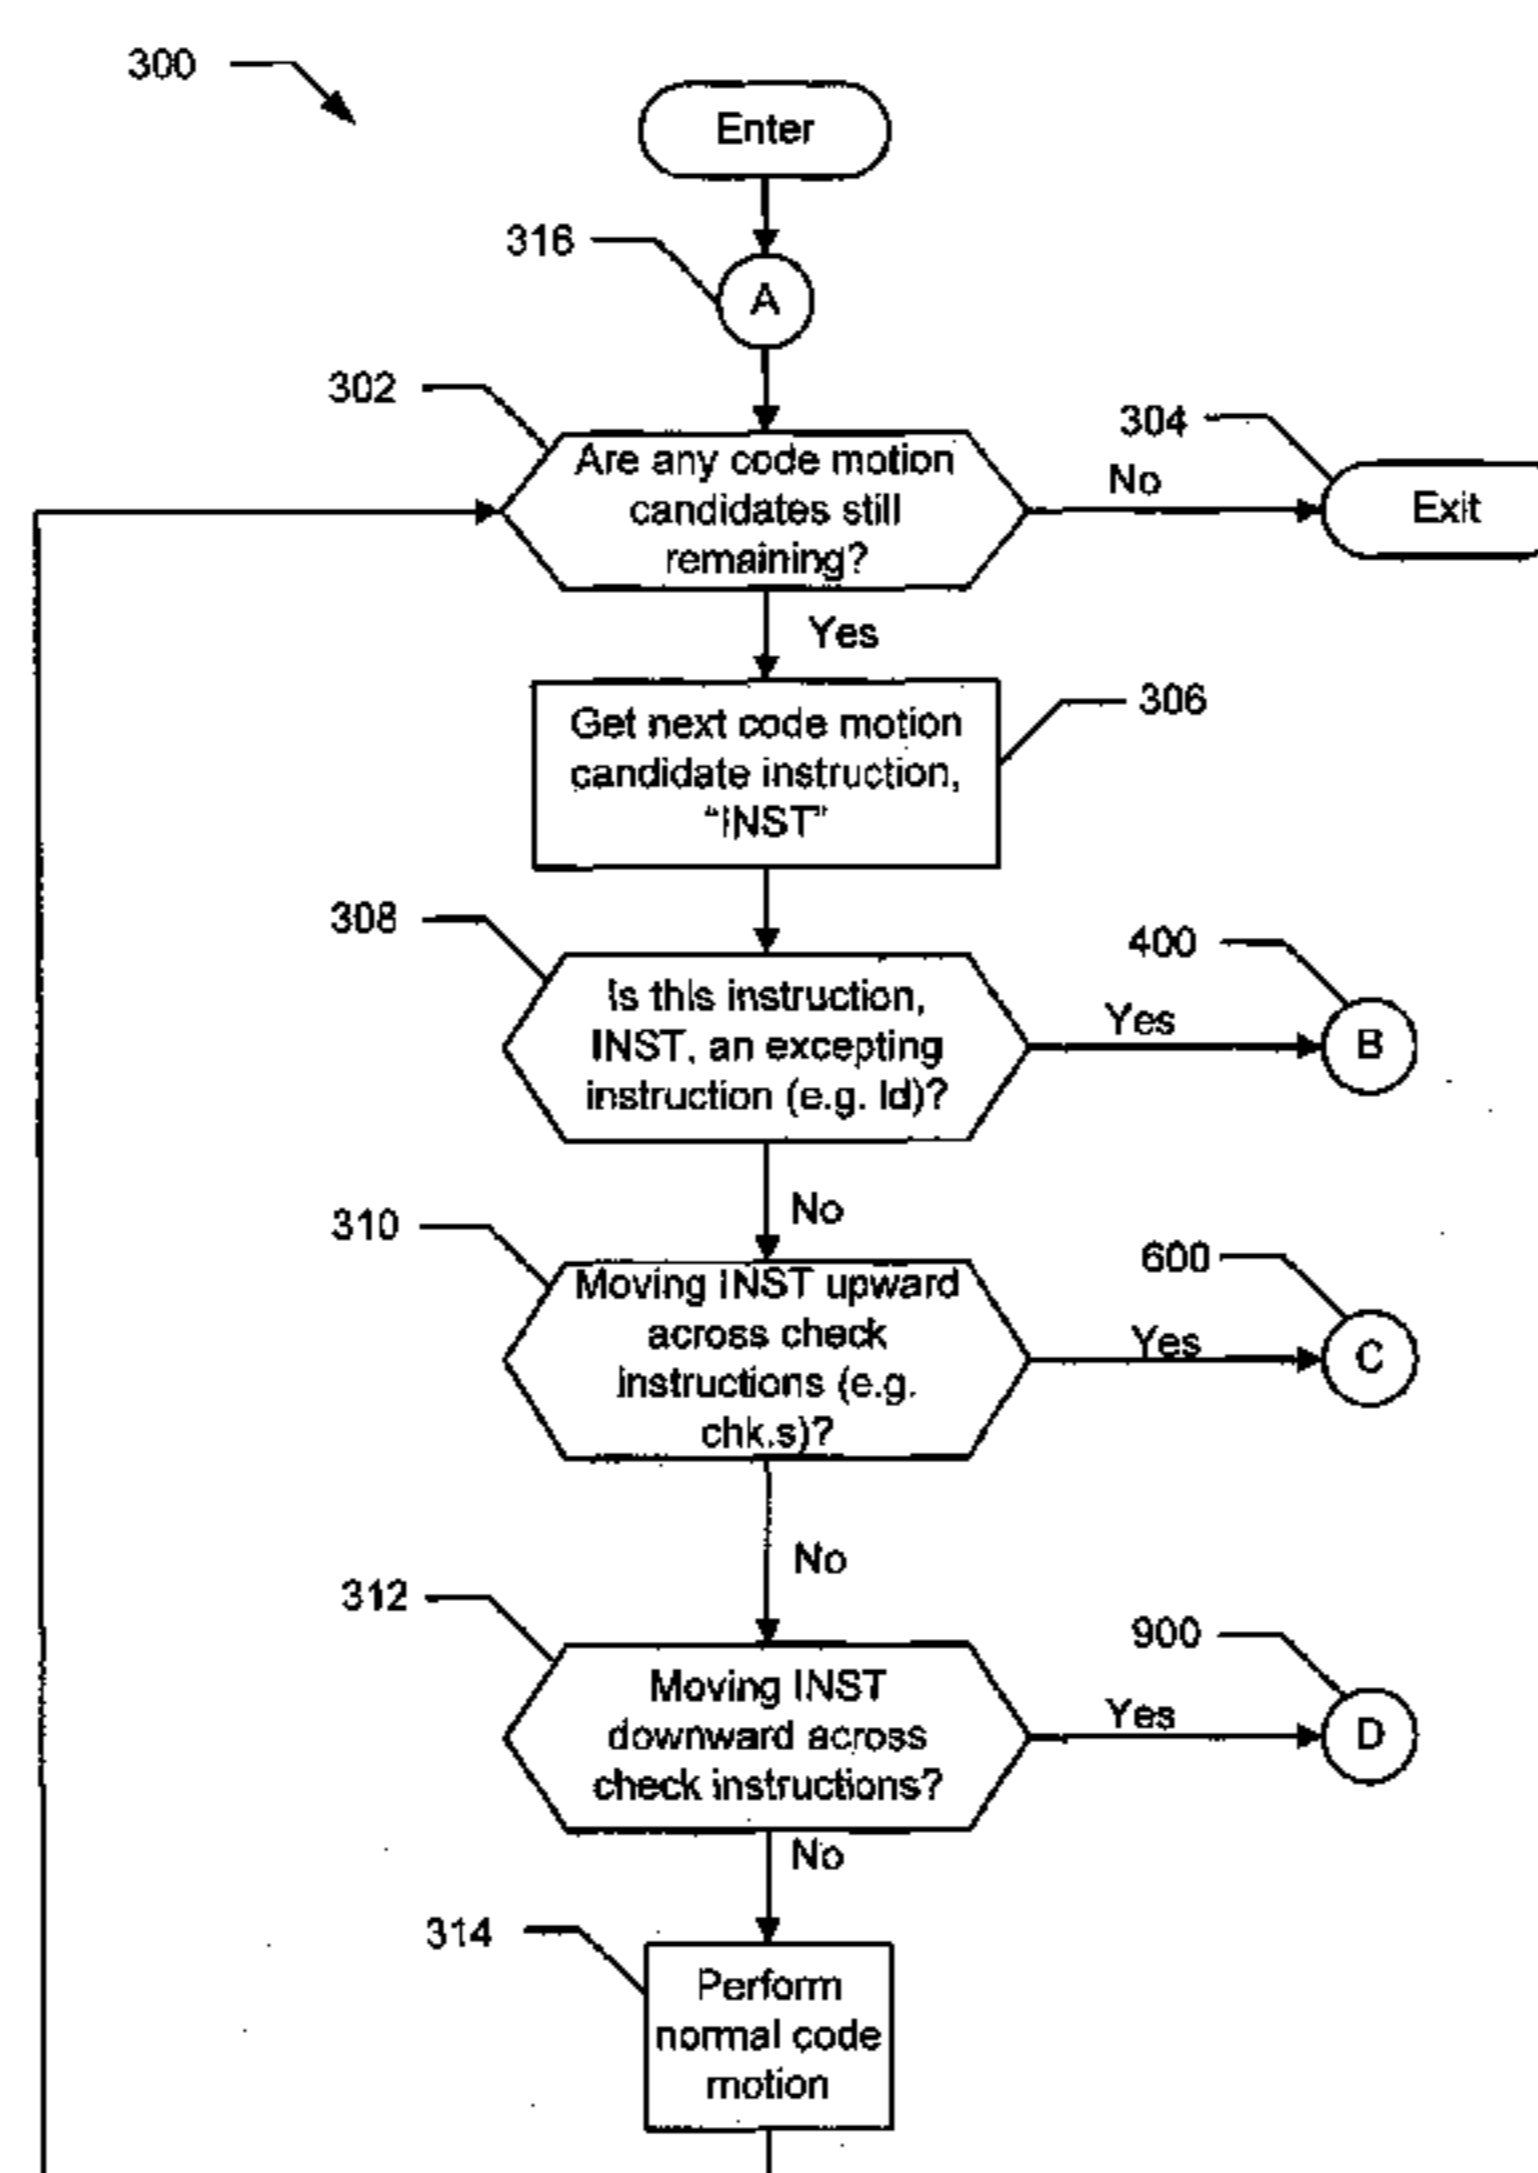 300
Enter
316
A
302
Are any code motion
candidates still
remaining?
No
304
Exit
Yes
Get next code motion
candidate instruction,
"INST"
306
308
Is this instruction,
INST, an excepting
instruction (e.g. ld)?
Yes
400
B
No
310
Moving INST upward
across check
instructions (e.g.
chk.s)?
Yes
600
C
No
312
Moving INST
downward across
check instructions?
Yes
900
D
No
314
Perform
normal code
motion